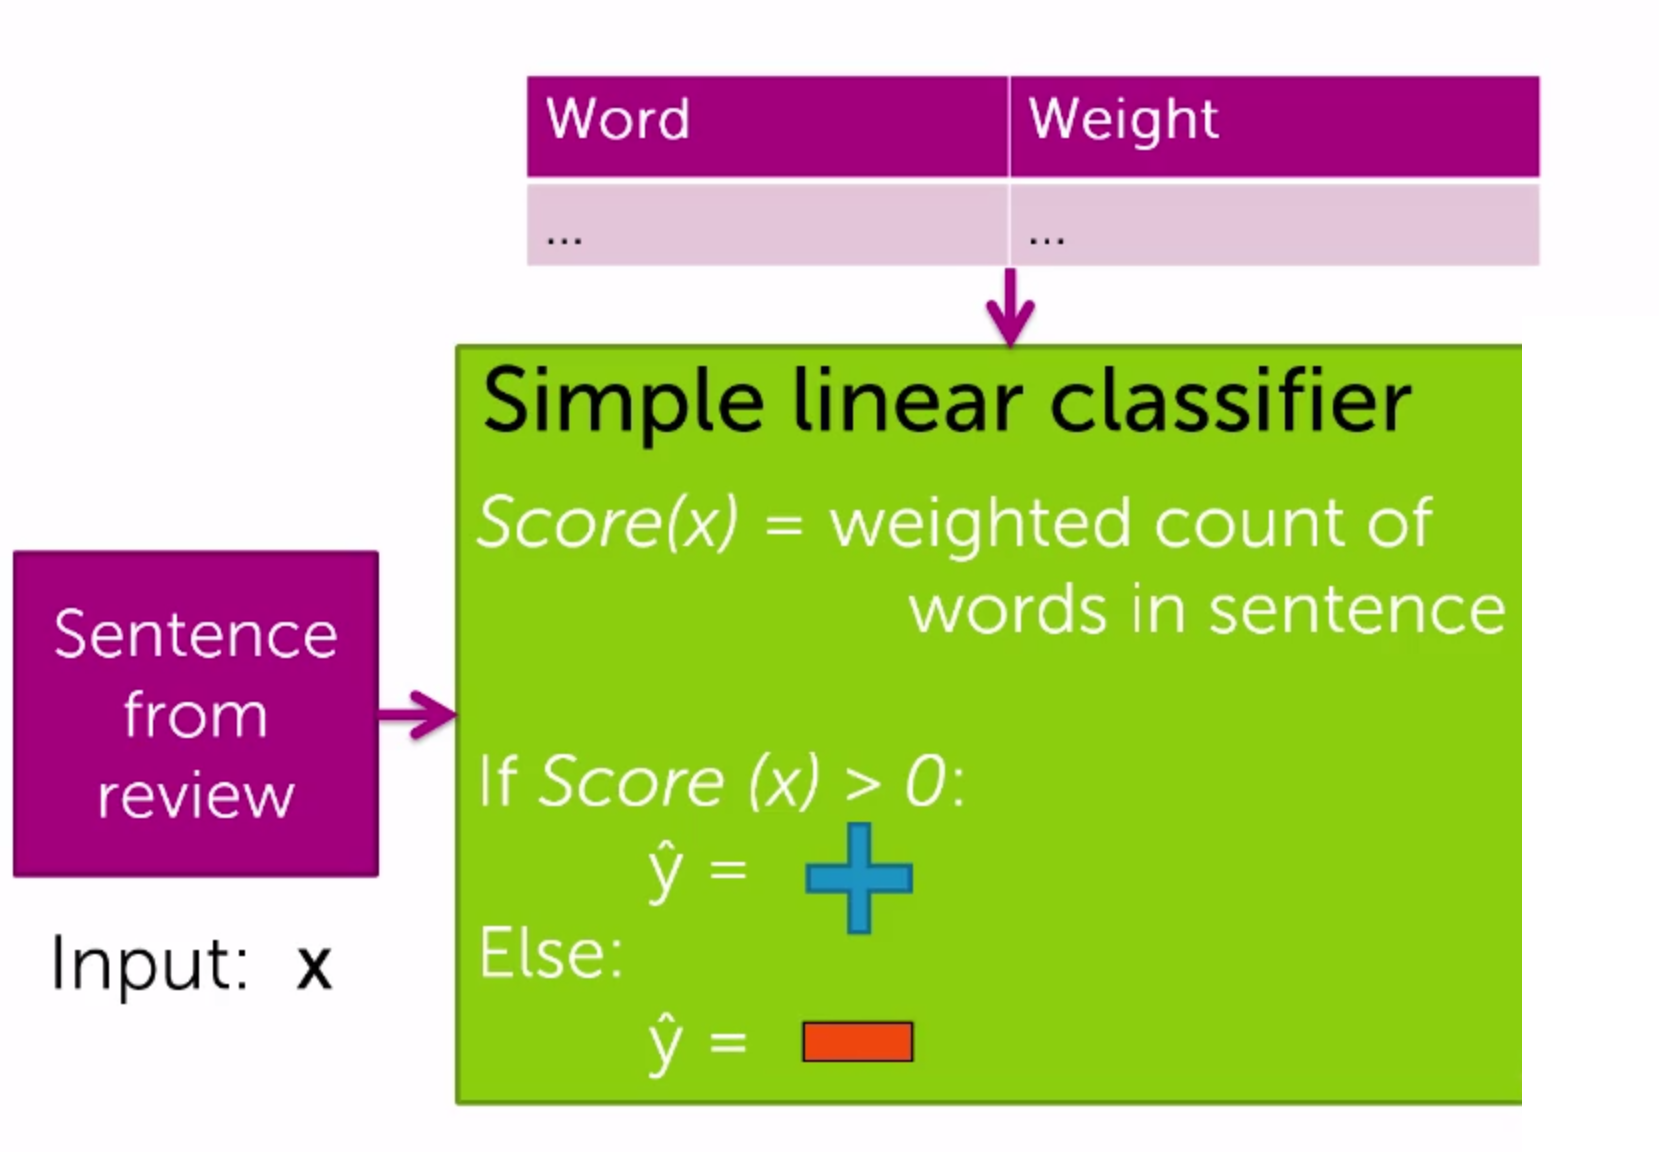 Word Weight
... ...
Simple linear classifier
Score(x) = weighted count of
words in sentence
Sentence
from
review
Input: x
If Score (x) > 0:
ŷ =
Else:
ŷ =